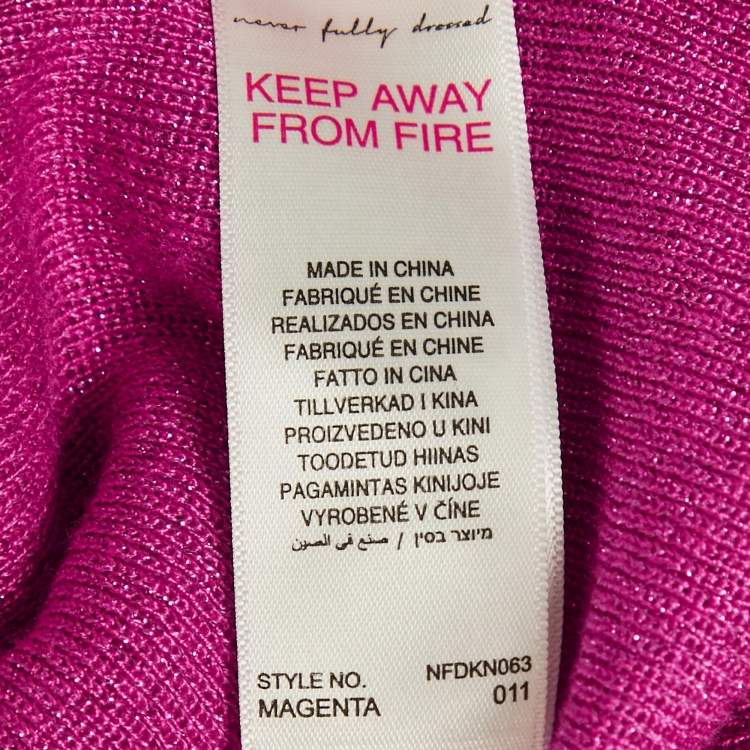 never fully dressed
KEEP AWAY
FROM FIRE
MADE IN CHINA
FABRIQUÉ EN CHINE
REALIZADOS EN CHINA
FABRIQUÉ EN CHINE
FATTO IN CINA
TILLVERKAD I KINA
PROIZVEDENO U KINI
TOODETUD HIINAS
PAGAMINTAS KINIJOJE
VYROBENÉ V ČÍNE
מיוצר בסין / صنع في الصين
STYLE NO. NFDKN063
MAGENTA 011